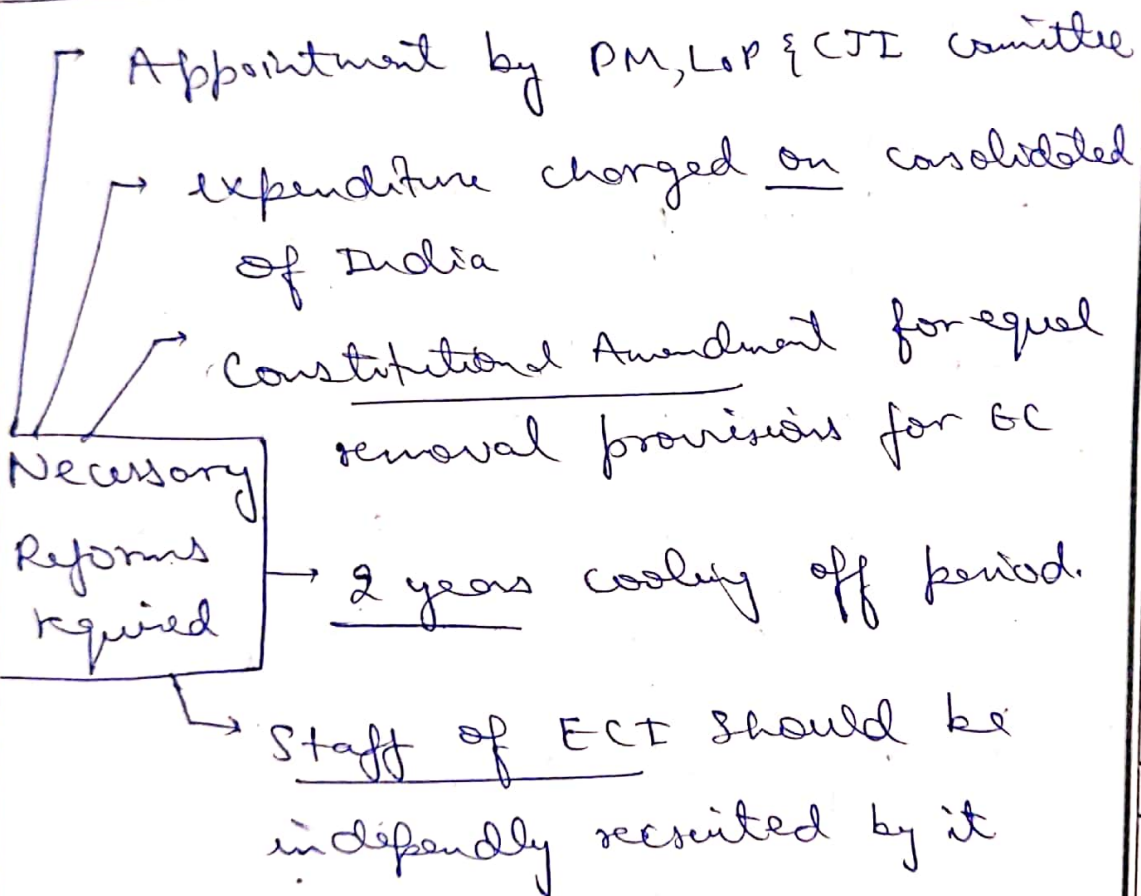 Appointment by PM, LoP & CJI comittee
expenditure charged on consolidated
of India
Constitutional Amendment for equal
removal provisions for EC
Necessary
Reforms
required
2 years cooling off period.
Staff of ECI should be
independly recruited by it